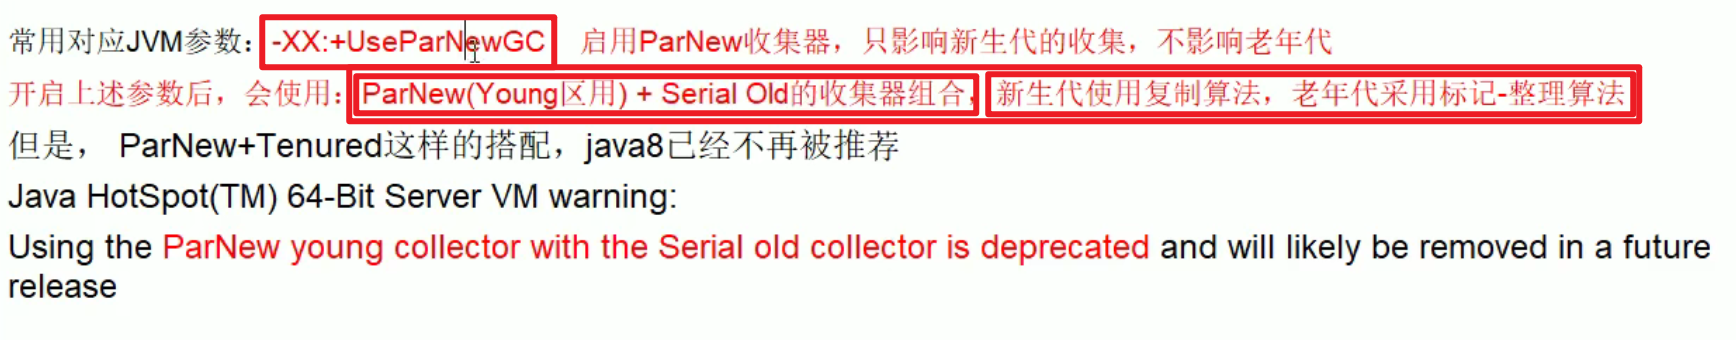 常用对应JVM参数：-XX:+UseParNewGC 启用ParNew收集器，只影响新生代的收集，不影响老年代
开启上述参数后，会使用：ParNew(Young区用) + Serial Old的收集器组合，新生代使用复制算法，老年代采用标记-整理算法
但是， ParNew+Tenured这样的搭配，java8已经不再被推荐
Java HotSpot(TM) 64-Bit Server VM warning:
Using the ParNew young collector with the Serial old collector is deprecated and will likely be removed in a future
release